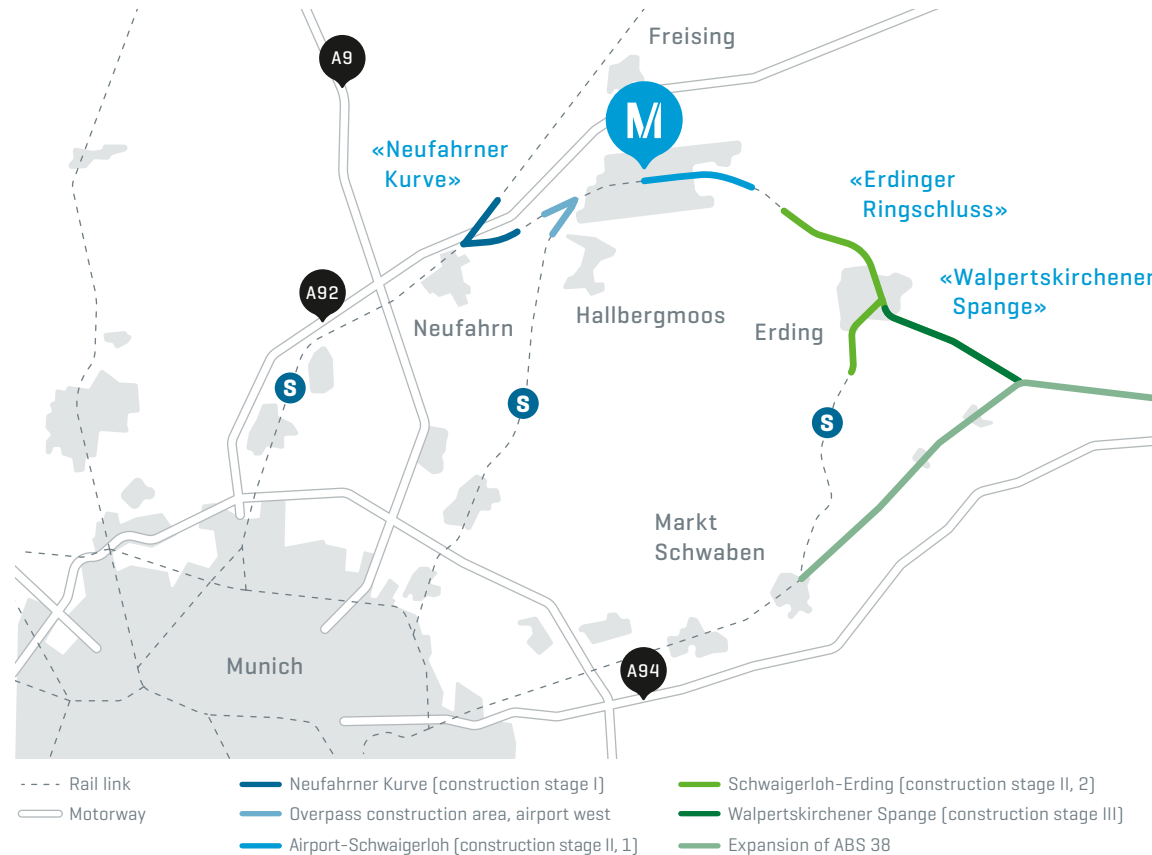 Freising
A9
M
«Neufahrner
Kurve»
«Erdinger
Ringschluss»
A92
«Walpertskirchener
Spange»
Neufahrn
Hallbergmoos
Erding
S
S
S
Markt
Schwaben
Munich
A94
Rail link
Motorway
Neufahrner Kurve (construction stage I)
Overpass construction area, airport west
Airport-Schwaigerloh (construction stage II, 1)
Schwaigerloh-Erding (construction stage II, 2)
Walpertskirchener Spange (construction stage III)
Expansion of ABS 38